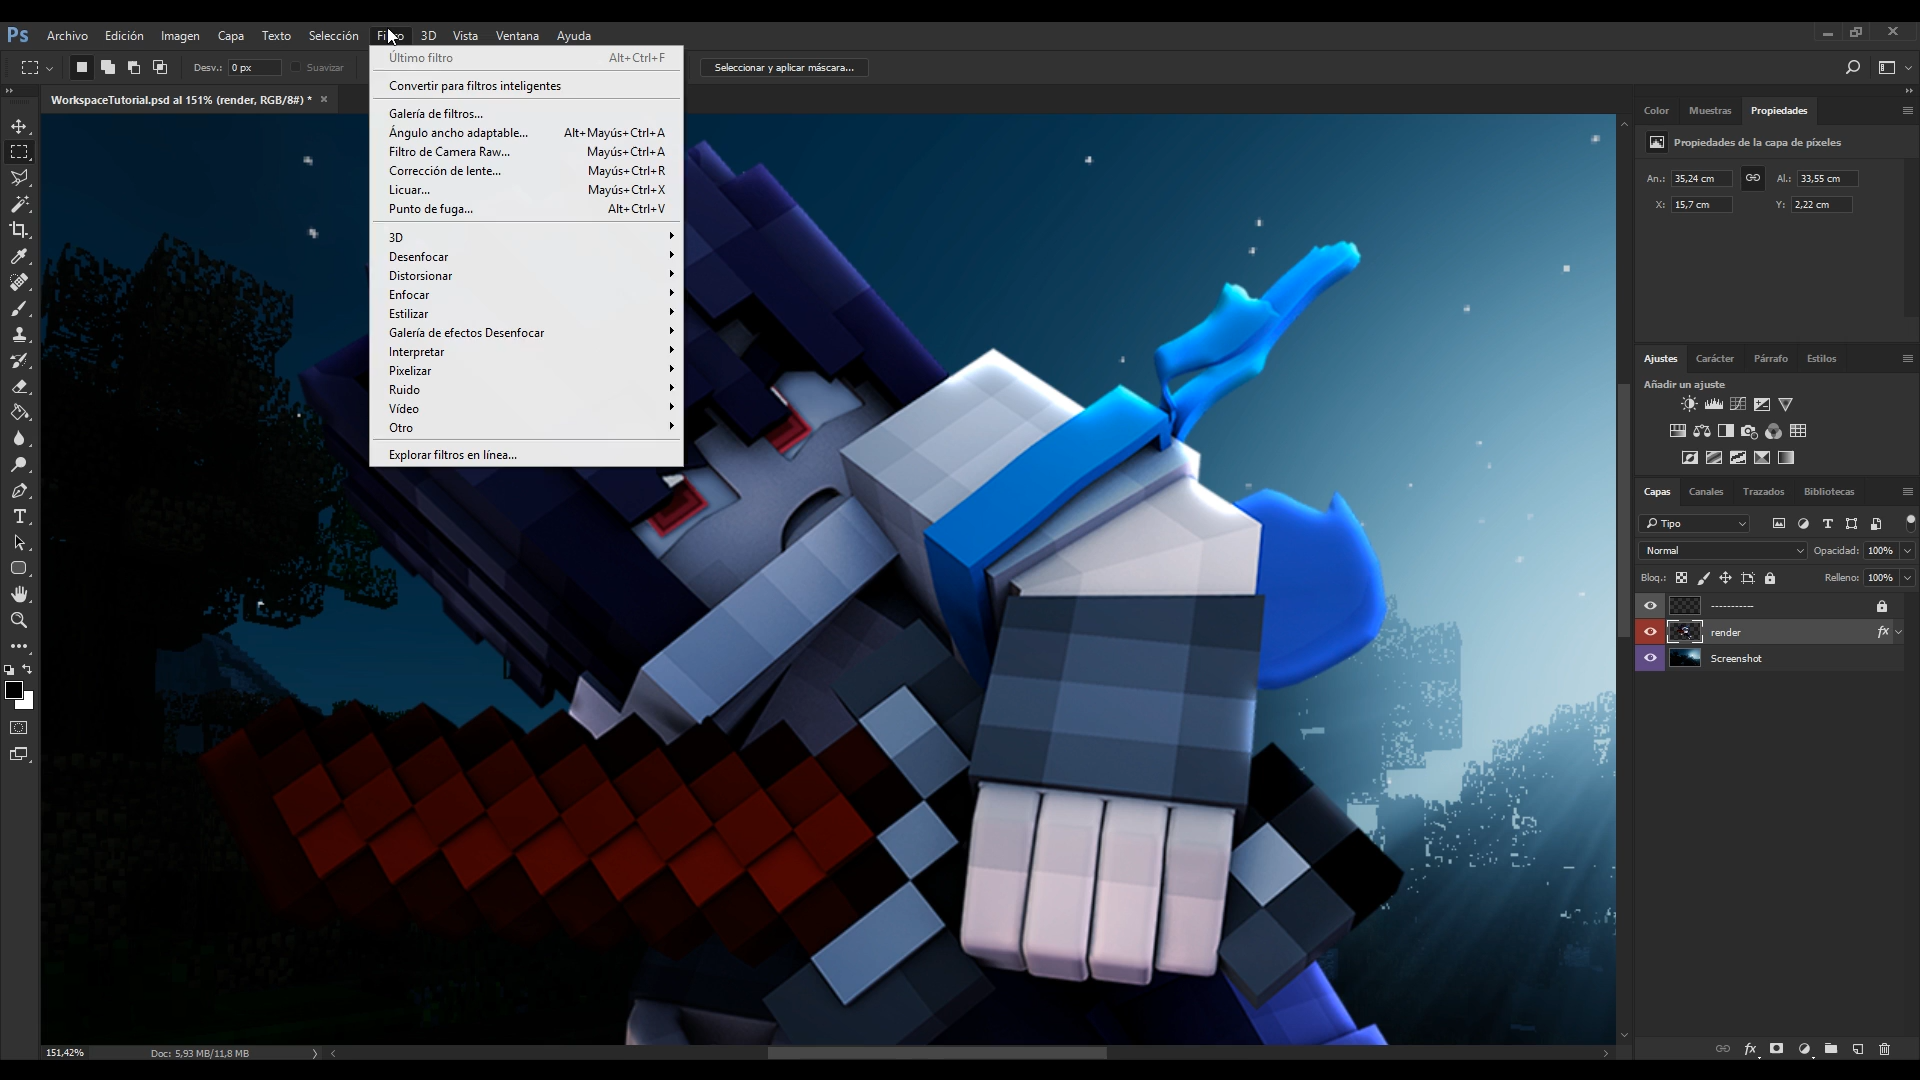 Ps Archivo Edición Imagen Capa Texto Selección Filtro 3D Vista Ventana Ayuda
Desv.: 0 px Suavizar Seleccionar y aplicar máscara...
WorkspaceTutorial.psd al 151% (render, RGB/8#) * ×
Último filtro Alt+Ctrl+F
Convertir para filtros inteligentes
Galería de filtros...
Ángulo ancho adaptable... Alt+Mayús+Ctrl+A
Filtro de Camera Raw... Mayús+Ctrl+A
Corrección de lente... Mayús+Ctrl+R
Licuar... Mayús+Ctrl+X
Punto de fuga... Alt+Ctrl+V
3D
Desenfocar
Distorsionar
Enfocar
Estilizar
Galería de efectos Desenfocar
Interpretar
Pixelizar
Ruido
Vídeo
Otro
Explorar filtros en línea...
Color Muestras Propiedades
Propiedades de la capa de píxeles
An.: 35,24 cm Al.: 33,55 cm
X: 15,7 cm Y: 2,22 cm
Ajustes Carácter Párrafo Estilos
Añadir un ajuste
Capas Canales Trazados Bibliotecas
Tipo
Normal Opacidad: 100%
Bloq.: Relleno: 100%
-----------
render fx
Screenshot
151,42% Doc: 5,93 MB/11,8 MB
fx